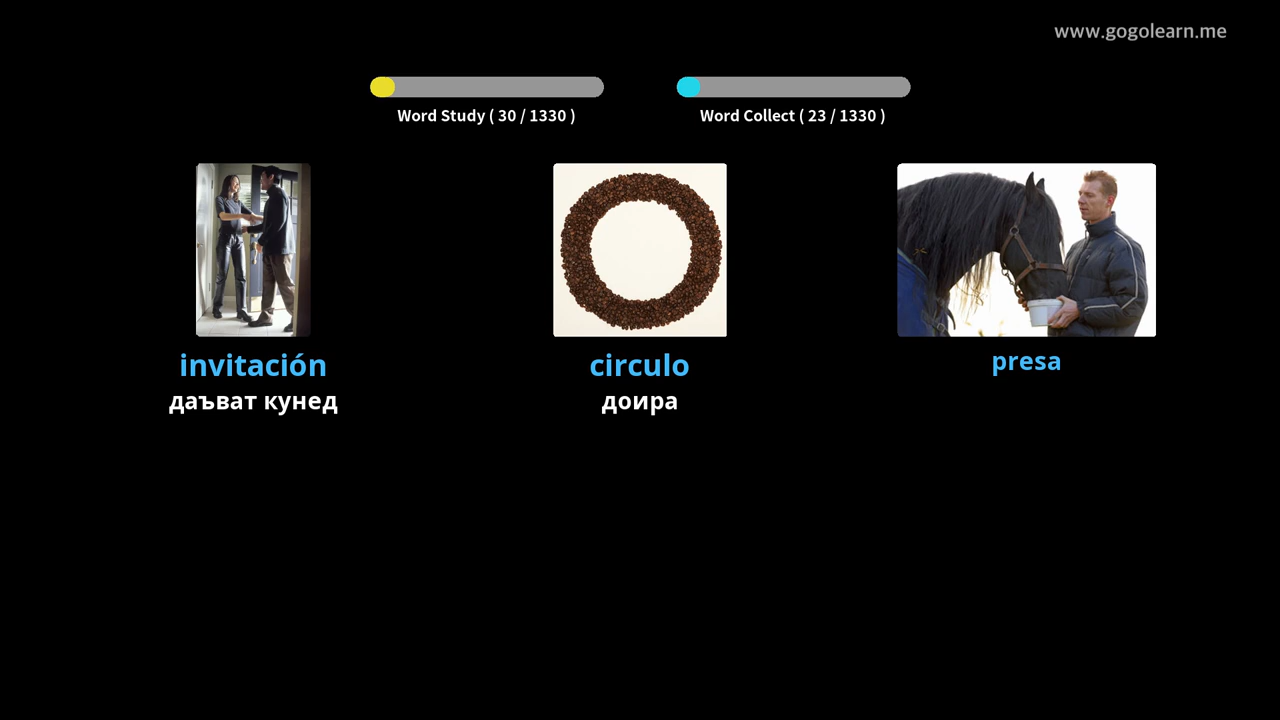 www.gogolearn.me
Word Study ( 30 / 1330 )
Word Collect ( 23 / 1330 )
invitación
даъват кунед
circulo
доира
presa